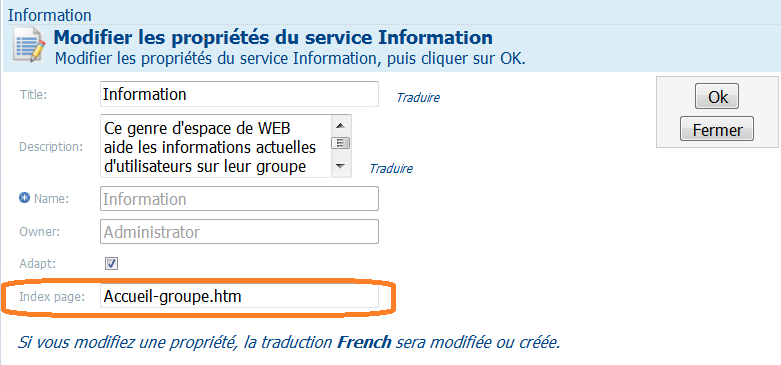 Information
Modifier les propriétés du service Information
Modifier les propriétés du service Information, puis cliquer sur OK.
Title: Information Traduire
Ok
Fermer
Description: Ce genre d'espace de WEB
aide les informations actuelles
d'utilisateurs sur leur groupe
Traduire
Name: Information
Owner: Administrator
Adapt:
Index page: Accueil-groupe.htm
Si vous modifiez une propriété, la traduction French sera modifiée ou créée.